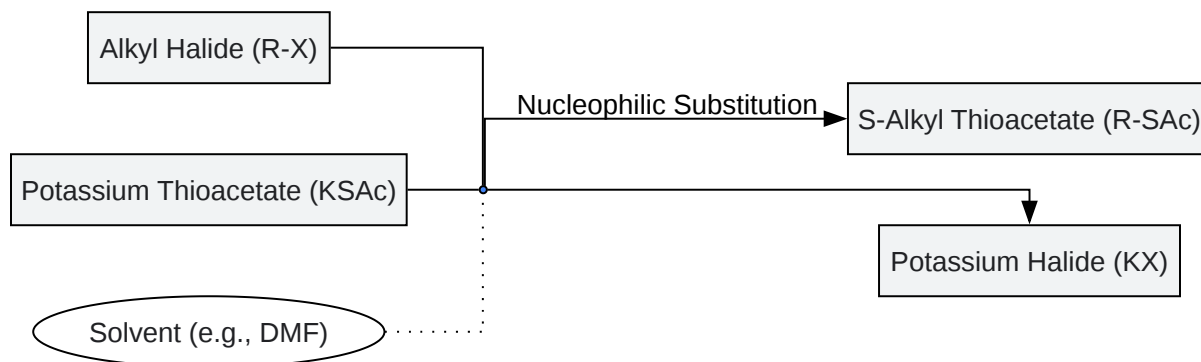 Alkyl Halide (R-X)
Nucleophilic Substitution
S-Alkyl Thioacetate (R-SAc)
Potassium Thioacetate (KSAc)
Potassium Halide (KX)
Solvent (e.g., DMF)